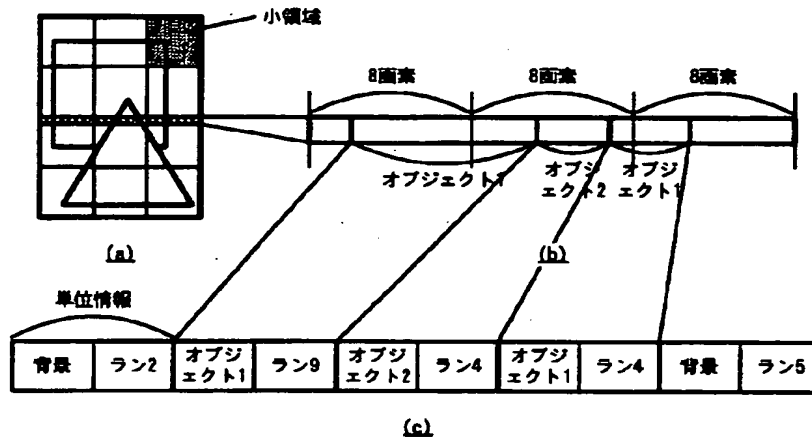 小領域
8画素
8画素
8画素
オブジェクト1
オブジ
ェクト2
オブジ
ェクト1
(a)
(b)
単位情報
背景
ラン2
オブジ
ェクト1
ラン9
オブジ
ェクト2
ラン4
オブジ
ェクト1
ラン4
背景
ラン5
(c)